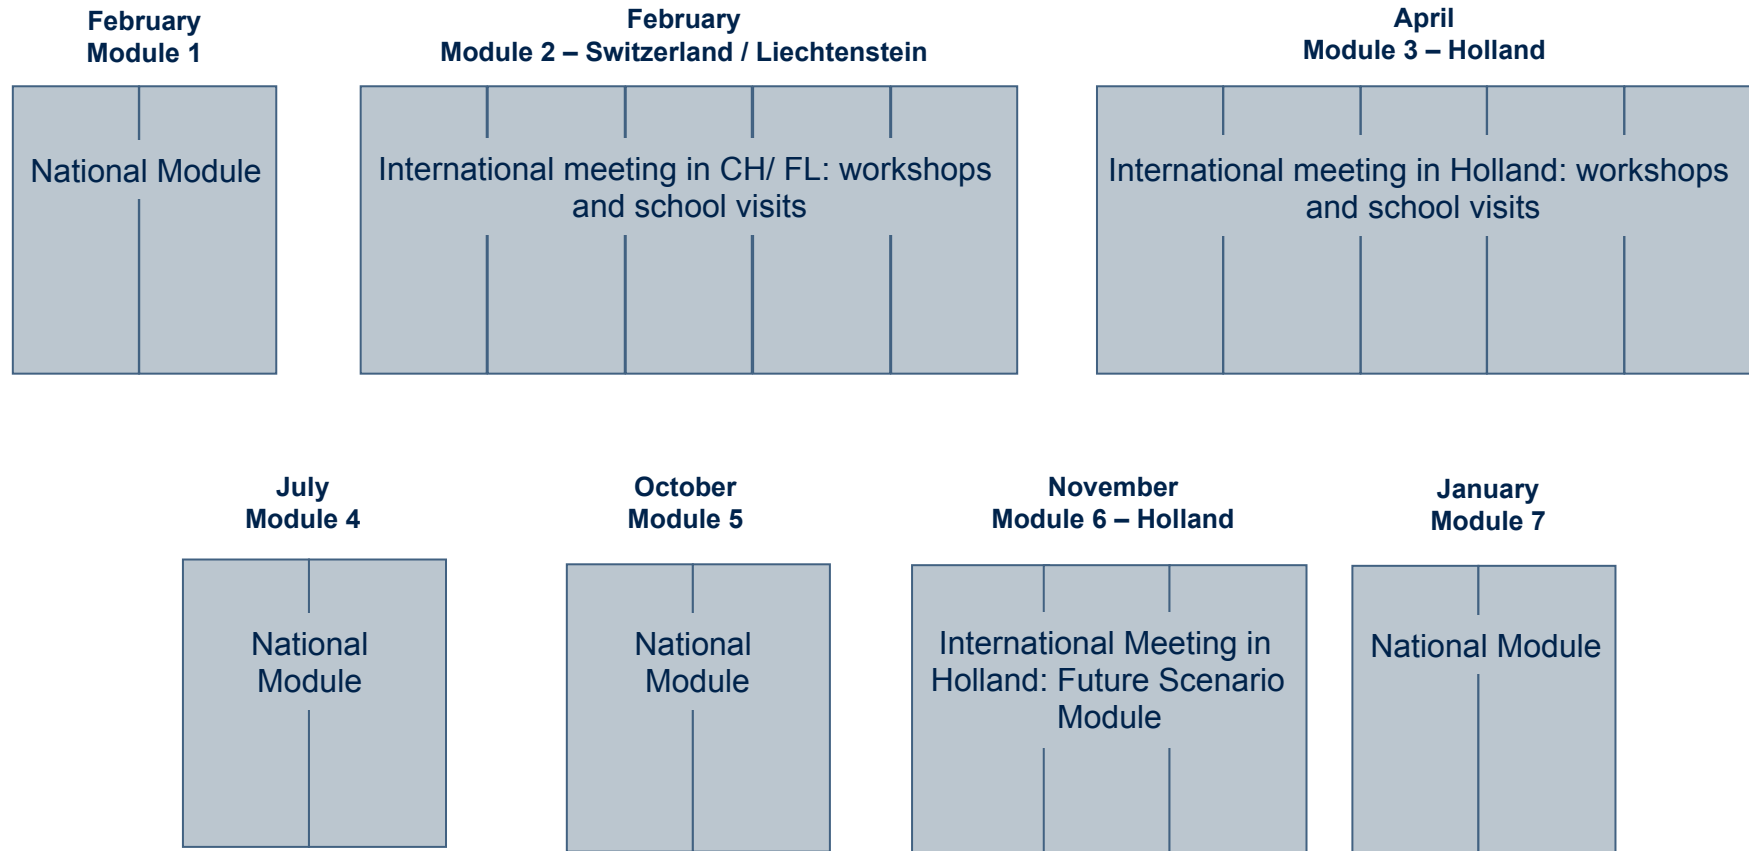 February
Module 1
February
Module 2 – Switzerland / Liechtenstein
April
Module 3 – Holland
National Module
International meeting in CH/ FL: workshops
and school visits
International meeting in Holland: workshops
and school visits
July
Module 4
October
Module 5
November
Module 6 – Holland
January
Module 7
National
Module
National
Module
International Meeting in
Holland: Future Scenario
Module
National Module